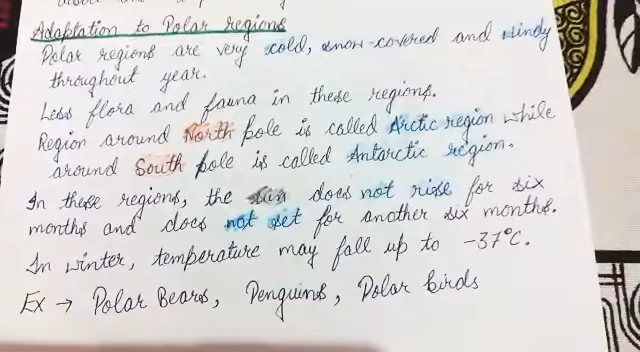 Adaptation to Polar Regions
Polar regions are very cold, snow-covered and windy
throughout year.
Less flora and fauna in these regions.
Region around North pole is called Arctic region while
around South pole is called Antarctic region.
In these regions, the sun does not rise for six
months and does not set for another six months.
In winter, temperature may fall up to -37°C.
Ex → Polar Bears, Penguins, Polar birds